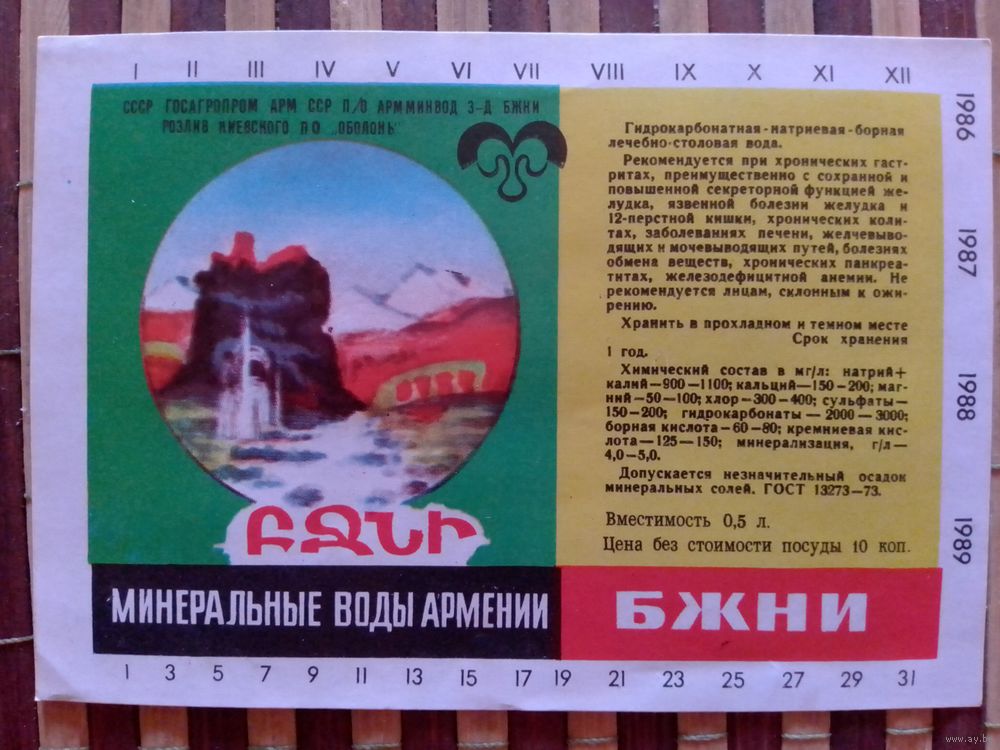 I II III IV V VI VII VIII IX X XI XII
СССР ГОСАГРОПРОМ АРМ ССР П/О АРММИНВОД З-Д БЖНИ
РОЗЛИВ КИЕВСКОГО ПО „ОБОЛОНЬ"
ԲՋՆԻ
МИНЕРАЛЬНЫЕ ВОДЫ АРМЕНИИ
Гидрокарбонатная-натриевая-борная
лечебно-столовая вода.
Рекомендуется при хронических гаст-
ритах, преимущественно с сохранной и
повышенной секреторной функцией же-
лудка, язвенной болезни желудка и
12-перстной кишки, хронических коли-
тах, заболеваниях печени, желчевыво-
дящих и мочевыводящих путей, болезнях
обмена веществ, хронических панкреа-
титах, железодефицитной анемии. Не
рекомендуется лицам, склонным к ожи-
рению.
Хранить в прохладном и темном месте
Срок хранения
1 год.
Химический состав в мг/л: натрий+
калий—900—1100; кальций—150-200; маг-
ний—50—100; хлор—300—400; сульфаты—
150—200; гидрокарбонаты — 2000—3000;
борная кислота—60—80; кремниевая кис-
лота—125—150; минерализация, г/л—
4,0—5,0.
Допускается незначительный осадок
минеральных солей. ГОСТ 13273—73.
Вместимость 0,5 л.
Цена без стоимости посуды 10 коп.
БЖНИ
1986
1987
1988
1989
1 3 5 7 9 11 13 15 17 19 21 23 25 27 29 31
www.ay.b